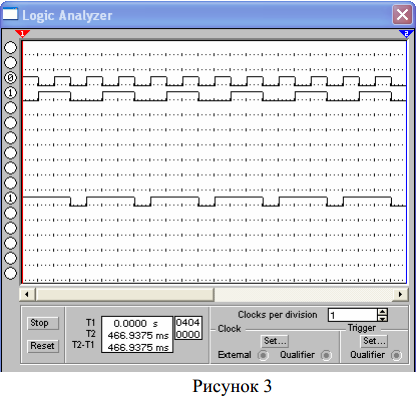 Logic Analyzer
1 2
0
1
1
Stop
Reset
T1 0.0000 s 0404
T2 466.9375 ms 0000
T2-T1 466.9375 ms
Clocks per division 1
Clock
Set...
External Qualifier
Trigger
Set...
Qualifier
Рисунок 3